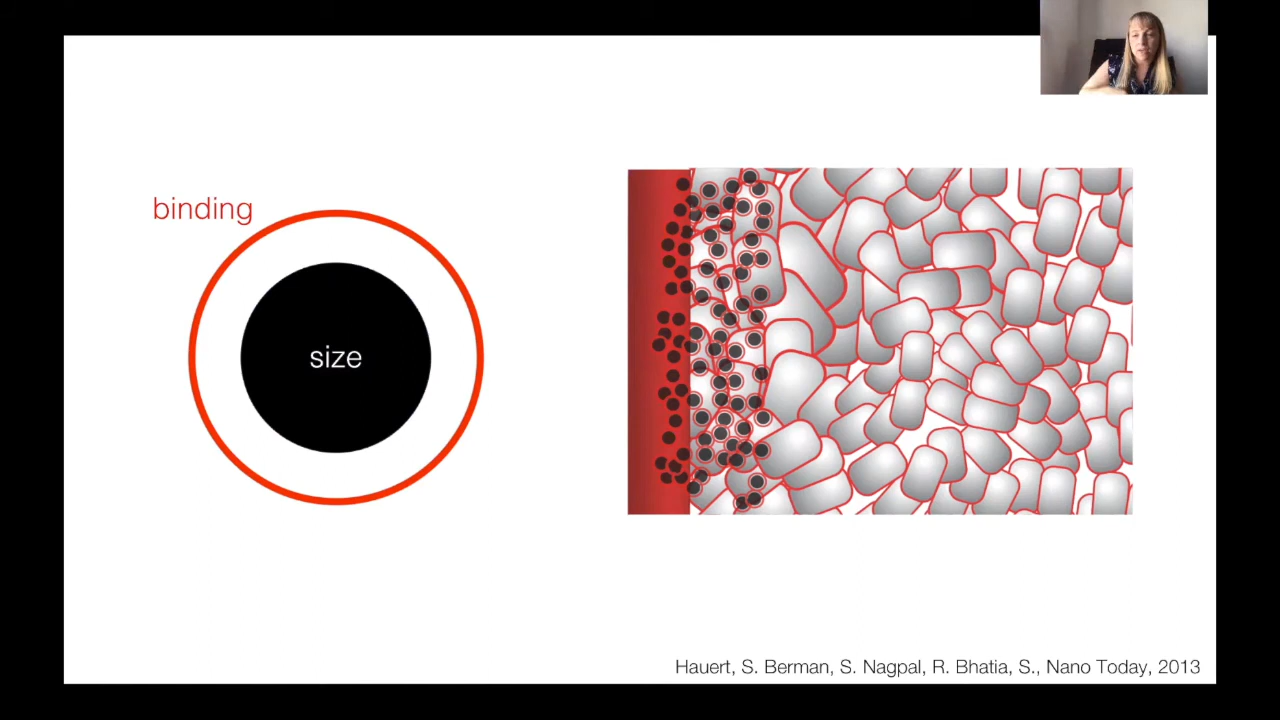 binding
size
Hauert, S. Berman, S. Nagpal, R. Bhatia, S., Nano Today, 2013